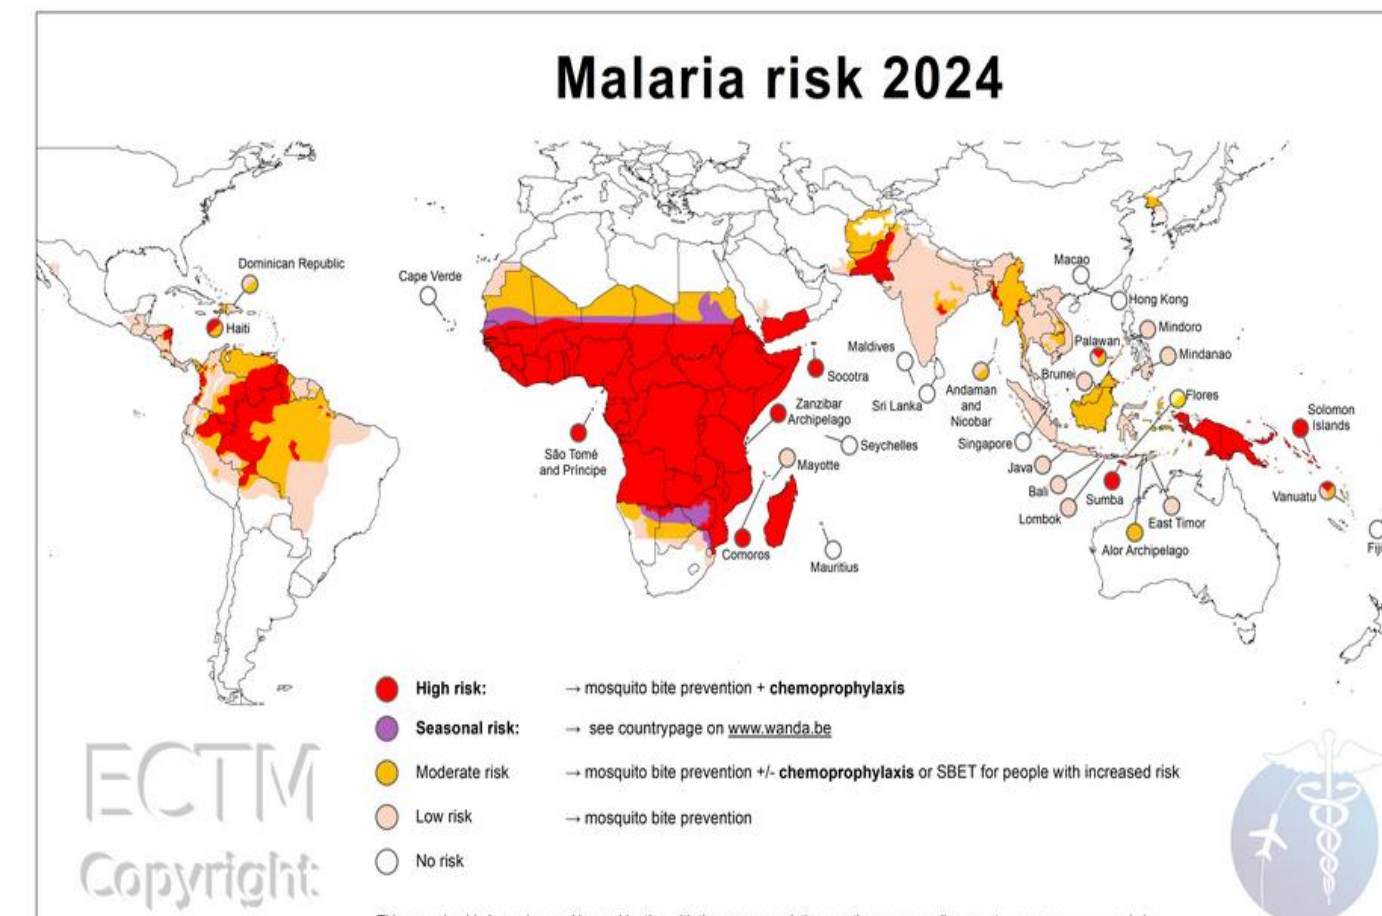 Malaria risk 2024
Dominican Republic
Haiti
Cape Verde
São Tomé
and Príncipe
Socotra
Zanzibar
Archipelago
Seychelles
Mayotte
Comoros
Mauritius
Maldives
Sri Lanka
Andaman
and
Nicobar
Macao
Hong Kong
Mindoro
Palawan
Mindanao
Brunei
Flores
Singapore
Java
Bali
Lombok
Sumba
East Timor
Alor Archipelago
Solomon
Islands
Vanuatu
Fiji
High risk: → mosquito bite prevention + chemoprophylaxis
Seasonal risk: → see countrypage on www.wanda.be
Moderate risk → mosquito bite prevention +/- chemoprophylaxis or SBET for people with increased risk
Low risk → mosquito bite prevention
No risk
ECTM
Copyright